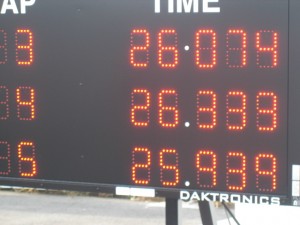 AP TIME
3 26.074
4 26.339
5 25.939
DAKTRONICS